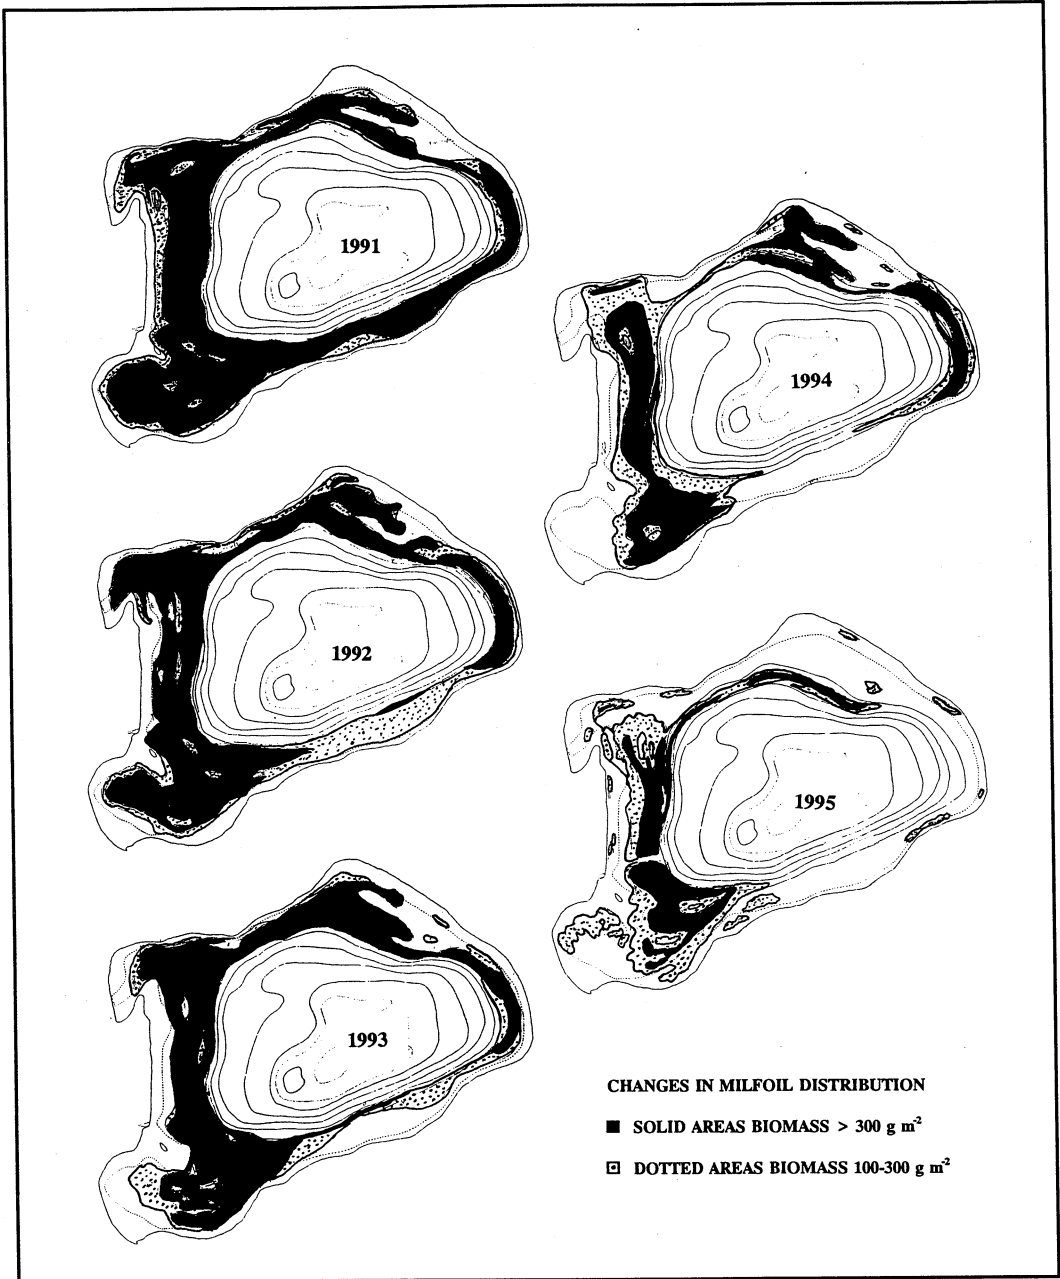 1991
1994
1992
1995
1993
CHANGES IN MILFOIL DISTRIBUTION
SOLID AREAS BIOMASS > 300 g m⁻²
DOTTED AREAS BIOMASS 100-300 g m⁻²